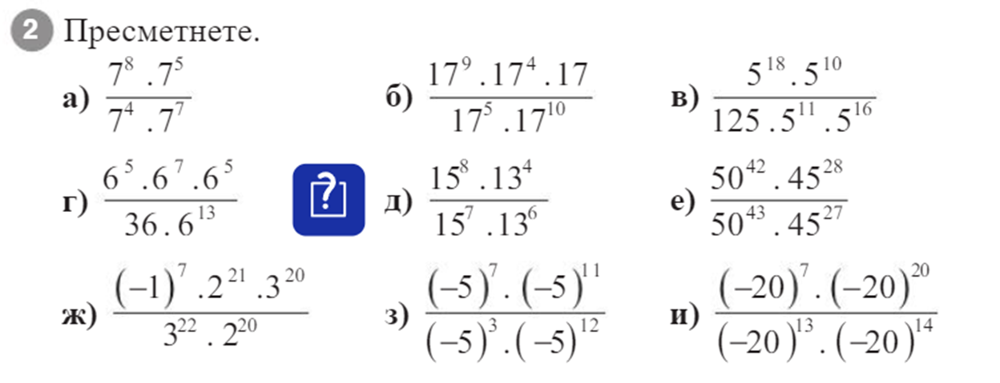 2 Пресметнете.
а) \frac{7^8 . 7^5}{7^4 . 7^7} б) \frac{17^9 . 17^4 . 17}{17^5 . 17^{10}} в) \frac{5^{18} . 5^{10}}{125 . 5^{11} . 5^{16}}
г) \frac{6^5 . 6^7 . 6^5}{36 . 6^{13}} ? д) \frac{15^8 . 13^4}{15^7 . 13^6} е) \frac{50^{42} . 45^{28}}{50^{43} . 45^{27}}
ж) \frac{(–1)^7 . 2^{21} . 3^{20}}{3^{22} . 2^{20}} з) \frac{(–5)^7 . (–5)^{11}}{(–5)^3 . (–5)^{12}} и) \frac{(–20)^7 . (–20)^{20}}{(–20)^{13} . (–20)^{14}}